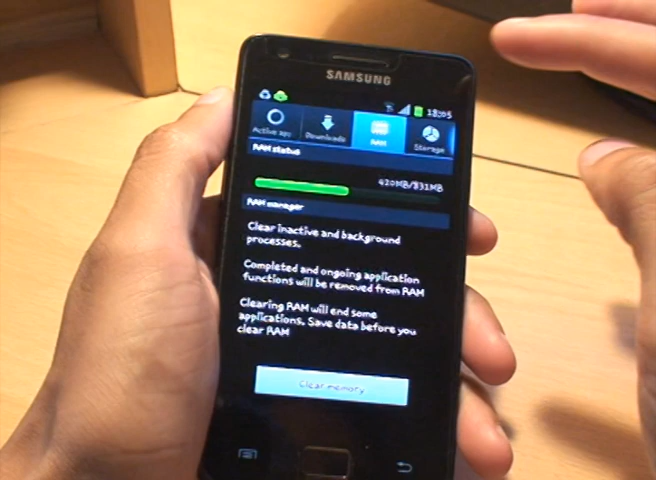 SAMSUNG
18:05
Active app
Downloads
RAM
Storage
RAM status
420MB/831MB
RAM manager
Clear inactive and background
processes.
Completed and ongoing application
functions will be removed from RAM
Clearing RAM will end some
applications. Save data before you
clear RAM
Clear memory